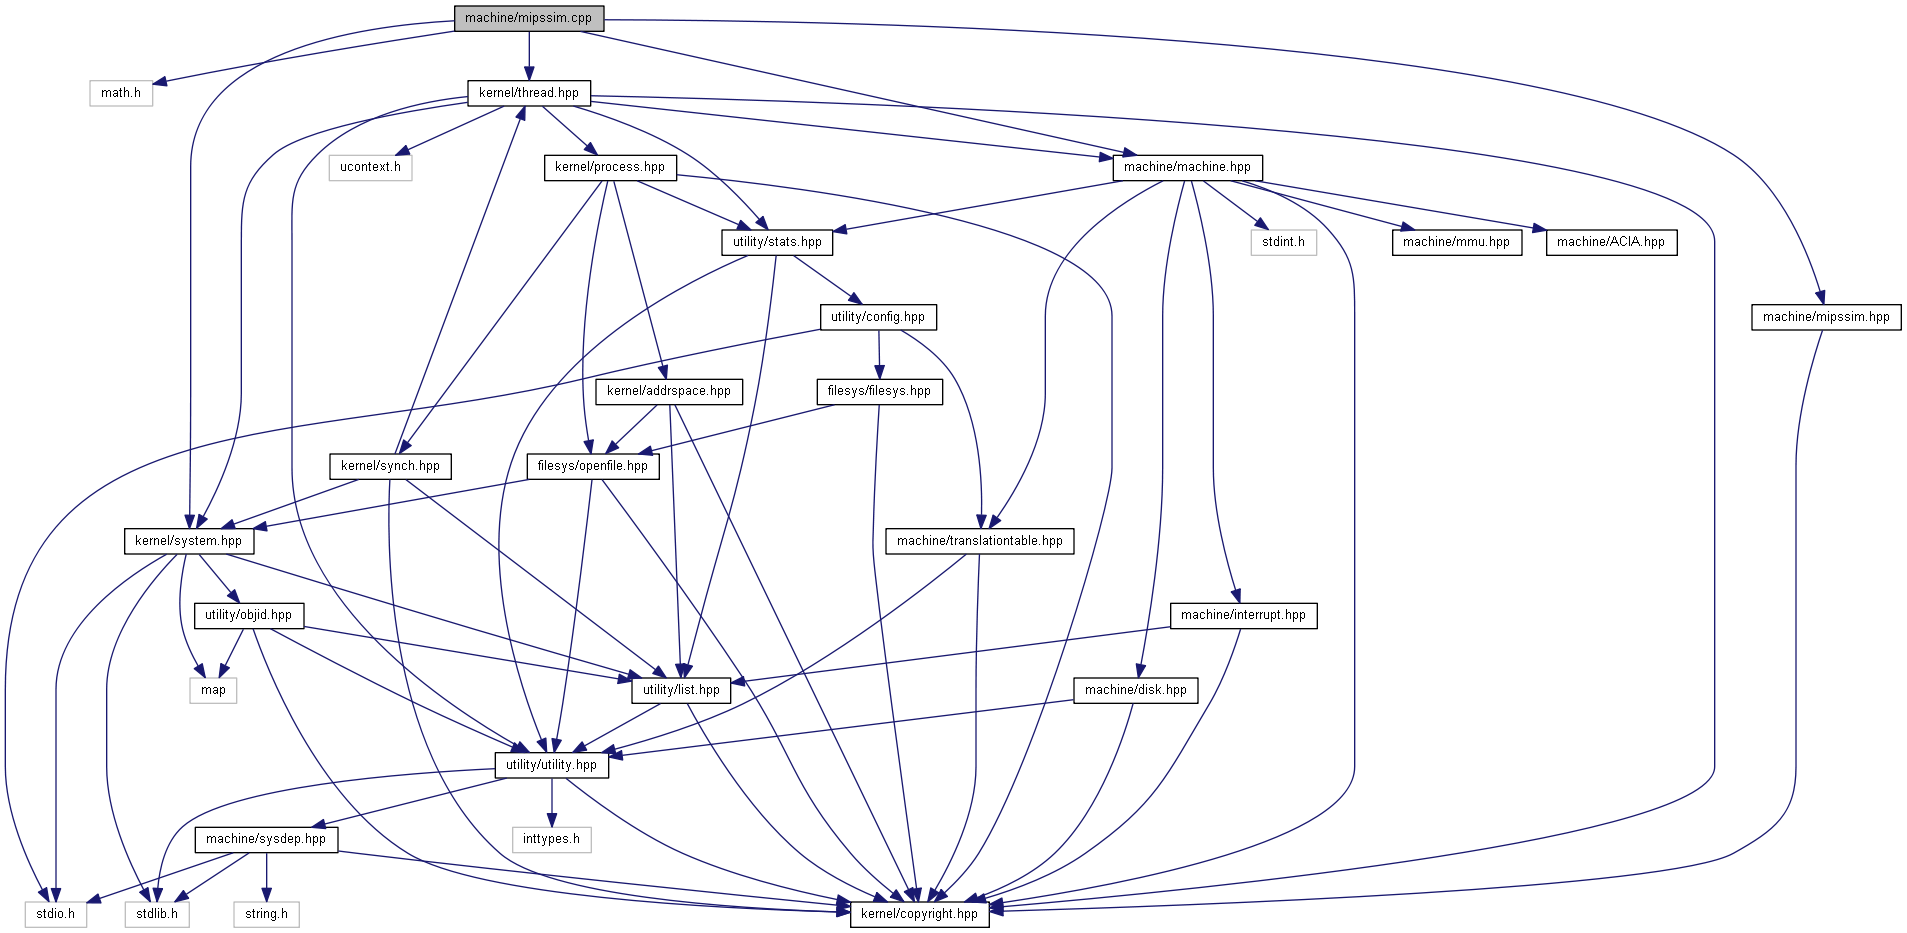 machine/mipssim.cpp
math.h
kernel/thread.hpp
ucontext.h
kernel/process.hpp
machine/machine.hpp
utility/stats.hpp
stdint.h
machine/mmu.hpp
machine/ACIA.hpp
utility/config.hpp
machine/mipssim.hpp
kernel/addrspace.hpp
filesys/filesys.hpp
kernel/synch.hpp
filesys/openfile.hpp
kernel/system.hpp
machine/translationtable.hpp
utility/objid.hpp
machine/interrupt.hpp
map
utility/list.hpp
machine/disk.hpp
utility/utility.hpp
machine/sysdep.hpp
inttypes.h
stdio.h
stdlib.h
string.h
kernel/copyright.hpp